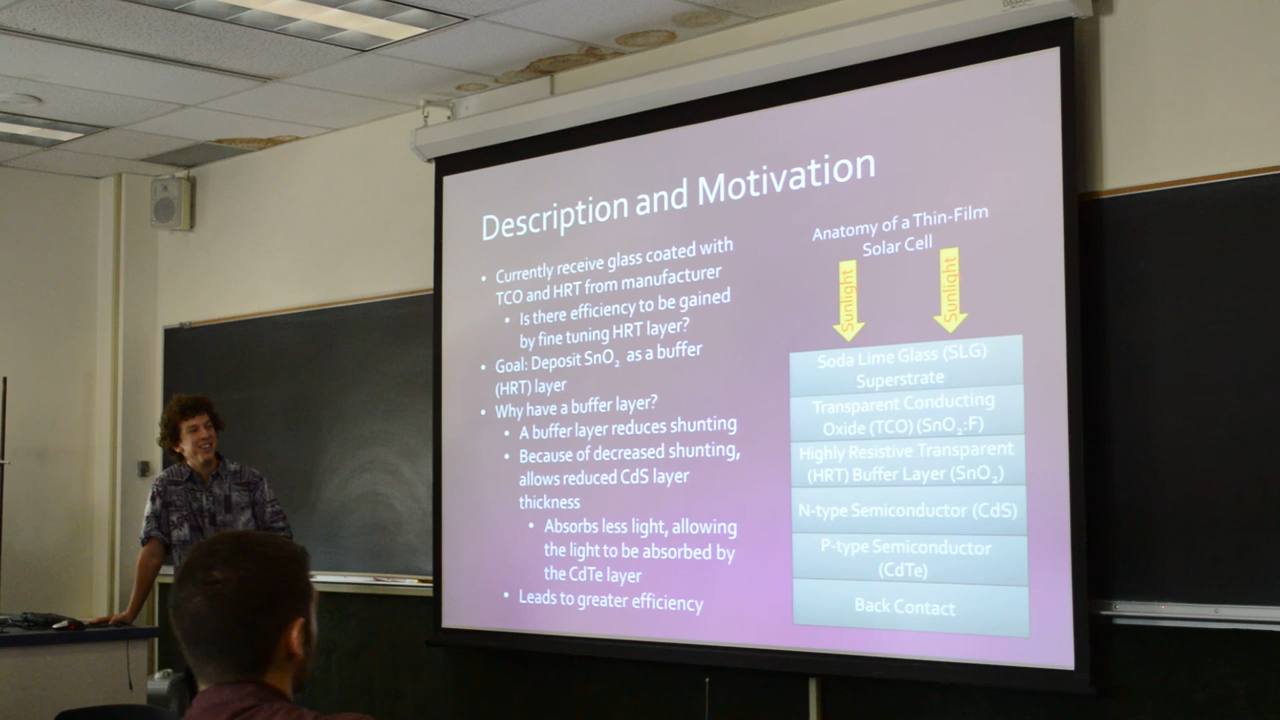 Description and Motivation
• Currently receive glass coated with
TCO and HRT from manufacturer
• Is there efficiency to be gained
by fine tuning HRT layer?
• Goal: Deposit SnO₂ as a buffer
(HRT) layer
• Why have a buffer layer?
• A buffer layer reduces shunting
• Because of decreased shunting,
allows reduced CdS layer
thickness
• Absorbs less light, allowing
the light to be absorbed by
the CdTe layer
• Leads to greater efficiency
Anatomy of a Thin-Film
Solar Cell
Sunlight
Sunlight
Soda Lime Glass (SLG)
Superstrate
Transparent Conducting
Oxide (TCO) (SnO₂:F)
Highly Resistive Transparent
(HRT) Buffer Layer (SnO₂)
N-type Semiconductor (CdS)
P-type Semiconductor
(CdTe)
Back Contact